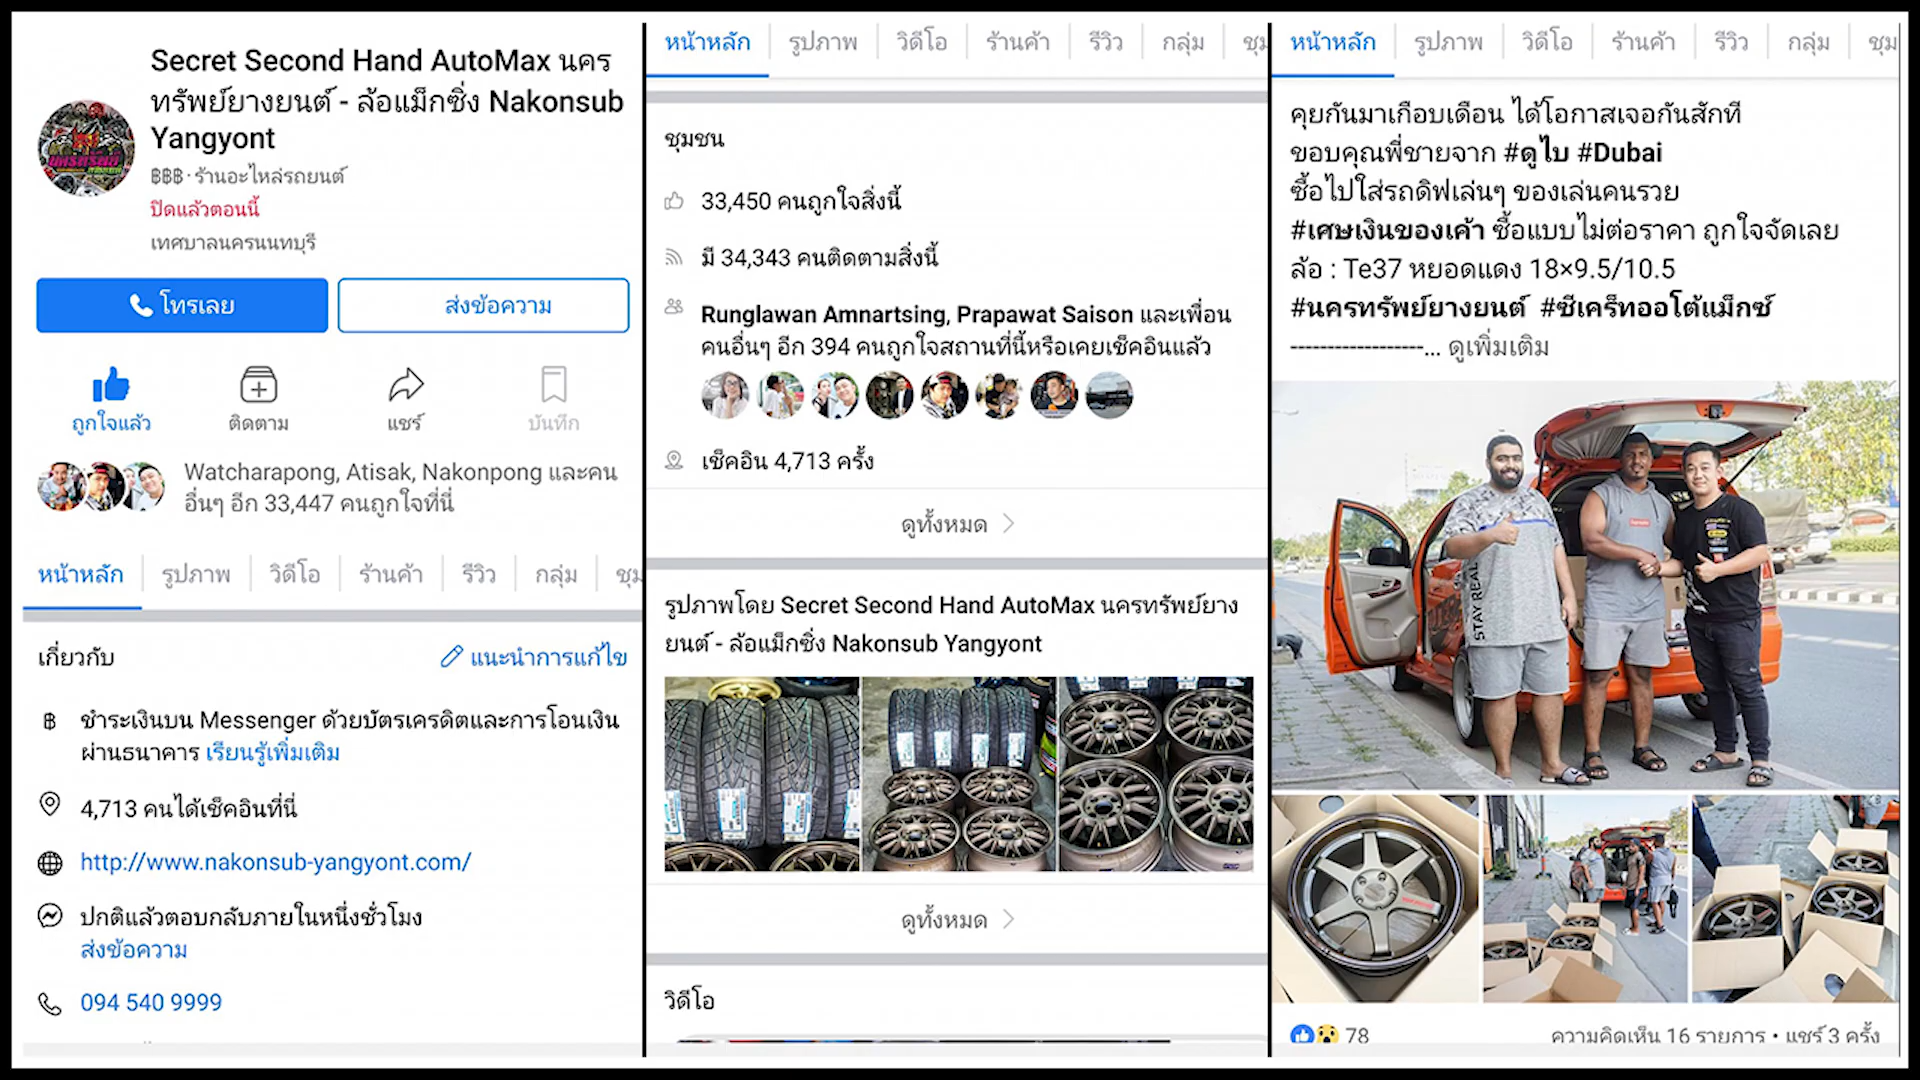 Secret Second Hand AutoMax นคร
ทรัพย์ยางยนต์ - ล้อแม็กซิ่ง Nakonsub
Yangyont
฿฿฿ · ร้านอะไหล่รถยนต์
ปิดแล้วตอนนี้
เทศบาลนครนนทบุรี
โทรเลย
ส่งข้อความ
ถูกใจแล้ว
ติดตาม
แชร์
บันทึก
Watcharapong, Atisak, Nakonpong และคน
อื่นๆ อีก 33,447 คนถูกใจที่นี่
หน้าหลัก รูปภาพ วิดีโอ ร้านค้า รีวิว กลุ่ม ชุม
เกี่ยวกับ
แนะนำการแก้ไข
฿ ชำระเงินบน Messenger ด้วยบัตรเครดิตและการโอนเงิน
ผ่านธนาคาร เรียนรู้เพิ่มเติม
4,713 คนได้เช็คอินที่นี่
http://www.nakonsub-yangyont.com/
ปกติแล้วตอบกลับภายในหนึ่งชั่วโมง
ส่งข้อความ
094 540 9999
หน้าหลัก รูปภาพ วิดีโอ ร้านค้า รีวิว กลุ่ม ชุม
ชุมชน
33,450 คนถูกใจสิ่งนี้
มี 34,343 คนติดตามสิ่งนี้
Runglawan Amnartsing, Prapawat Saison และเพื่อน
คนอื่นๆ อีก 394 คนถูกใจสถานที่นี้หรือเคยเช็คอินแล้ว
เช็คอิน 4,713 ครั้ง
ดูทั้งหมด
รูปภาพโดย Secret Second Hand AutoMax นครทรัพย์ยาง
ยนต์ - ล้อแม็กซิ่ง Nakonsub Yangyont
ดูทั้งหมด
วิดีโอ
หน้าหลัก รูปภาพ วิดีโอ ร้านค้า รีวิว กลุ่ม ชุม
คุยกันมาเกือบเดือน ได้โอกาสเจอกันสักที
ขอบคุณพี่ชายจาก #ดูไบ #Dubai
ซื้อไปใส่รถดิฟเล่นๆ ของเล่นคนรวย
#เศษเงินของเค้า ซื้อแบบไม่ต่อราคา ถูกใจจัดเลย
ล้อ : Te37 หยอดแดง 18×9.5/10.5
#นครทรัพย์ยางยนต์ #ซีเคร็ทออโต้แม็กซ์
------------------... ดูเพิ่มเติม
STAY REAL
78
ความคิดเห็น 16 รายการ • แชร์ 3 ครั้ง